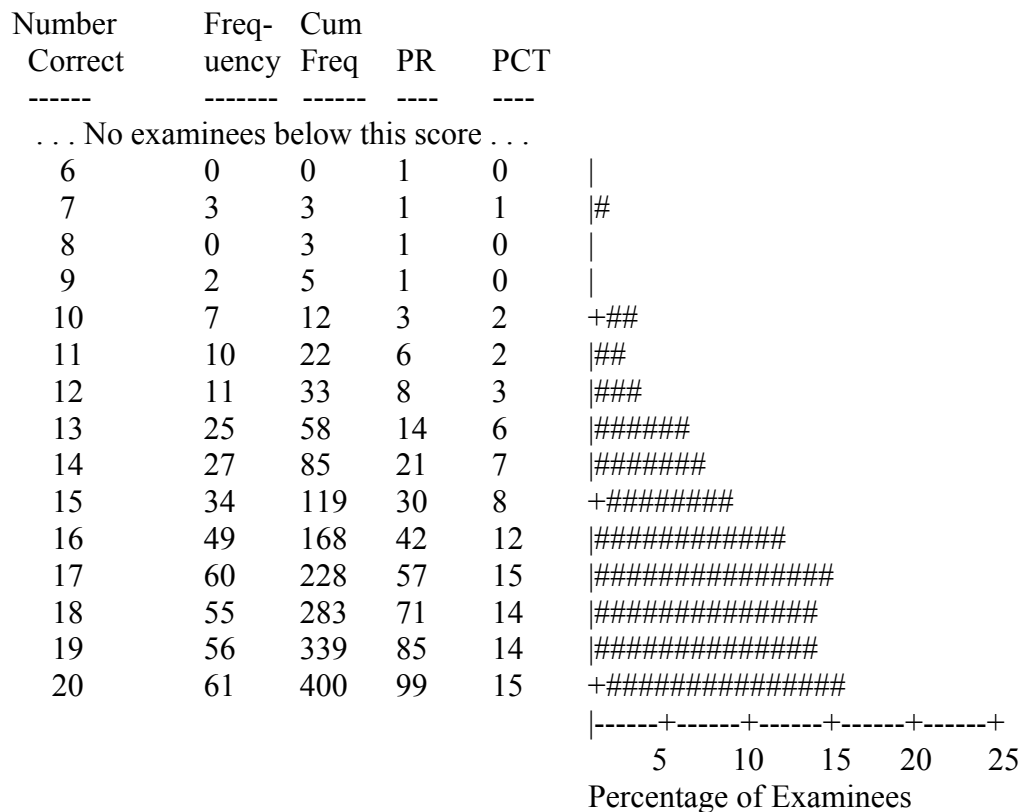 Number Freq- Cum
Correct uency Freq PR PCT
------ ------- ------ ---- ----
. . . No examinees below this score . . .
6 0 0 1 0 |
7 3 3 1 1 |#
8 0 3 1 0 |
9 2 5 1 0 |
10 7 12 3 2 +##
11 10 22 6 2 |##
12 11 33 8 3 |###
13 25 58 14 6 |######
14 27 85 21 7 |#######
15 34 119 30 8 +########
16 49 168 42 12 |############
17 60 228 57 15 |###############
18 55 283 71 14 |##############
19 56 339 85 14 |##############
20 61 400 99 15 +###############
|------+------+------+------+------+
5 10 15 20 25
Percentage of Examinees